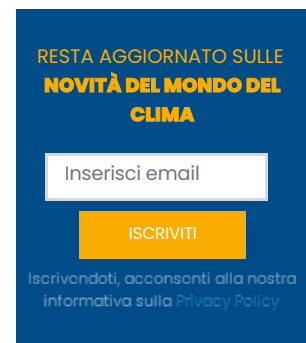 RESTA AGGIORNATO SULLE
NOVITÀ DEL MONDO DEL
CLIMA
Inserisci email
ISCRIVITI
Iscrivendoti, acconsenti alla nostra
informativa sulla Privacy Policy